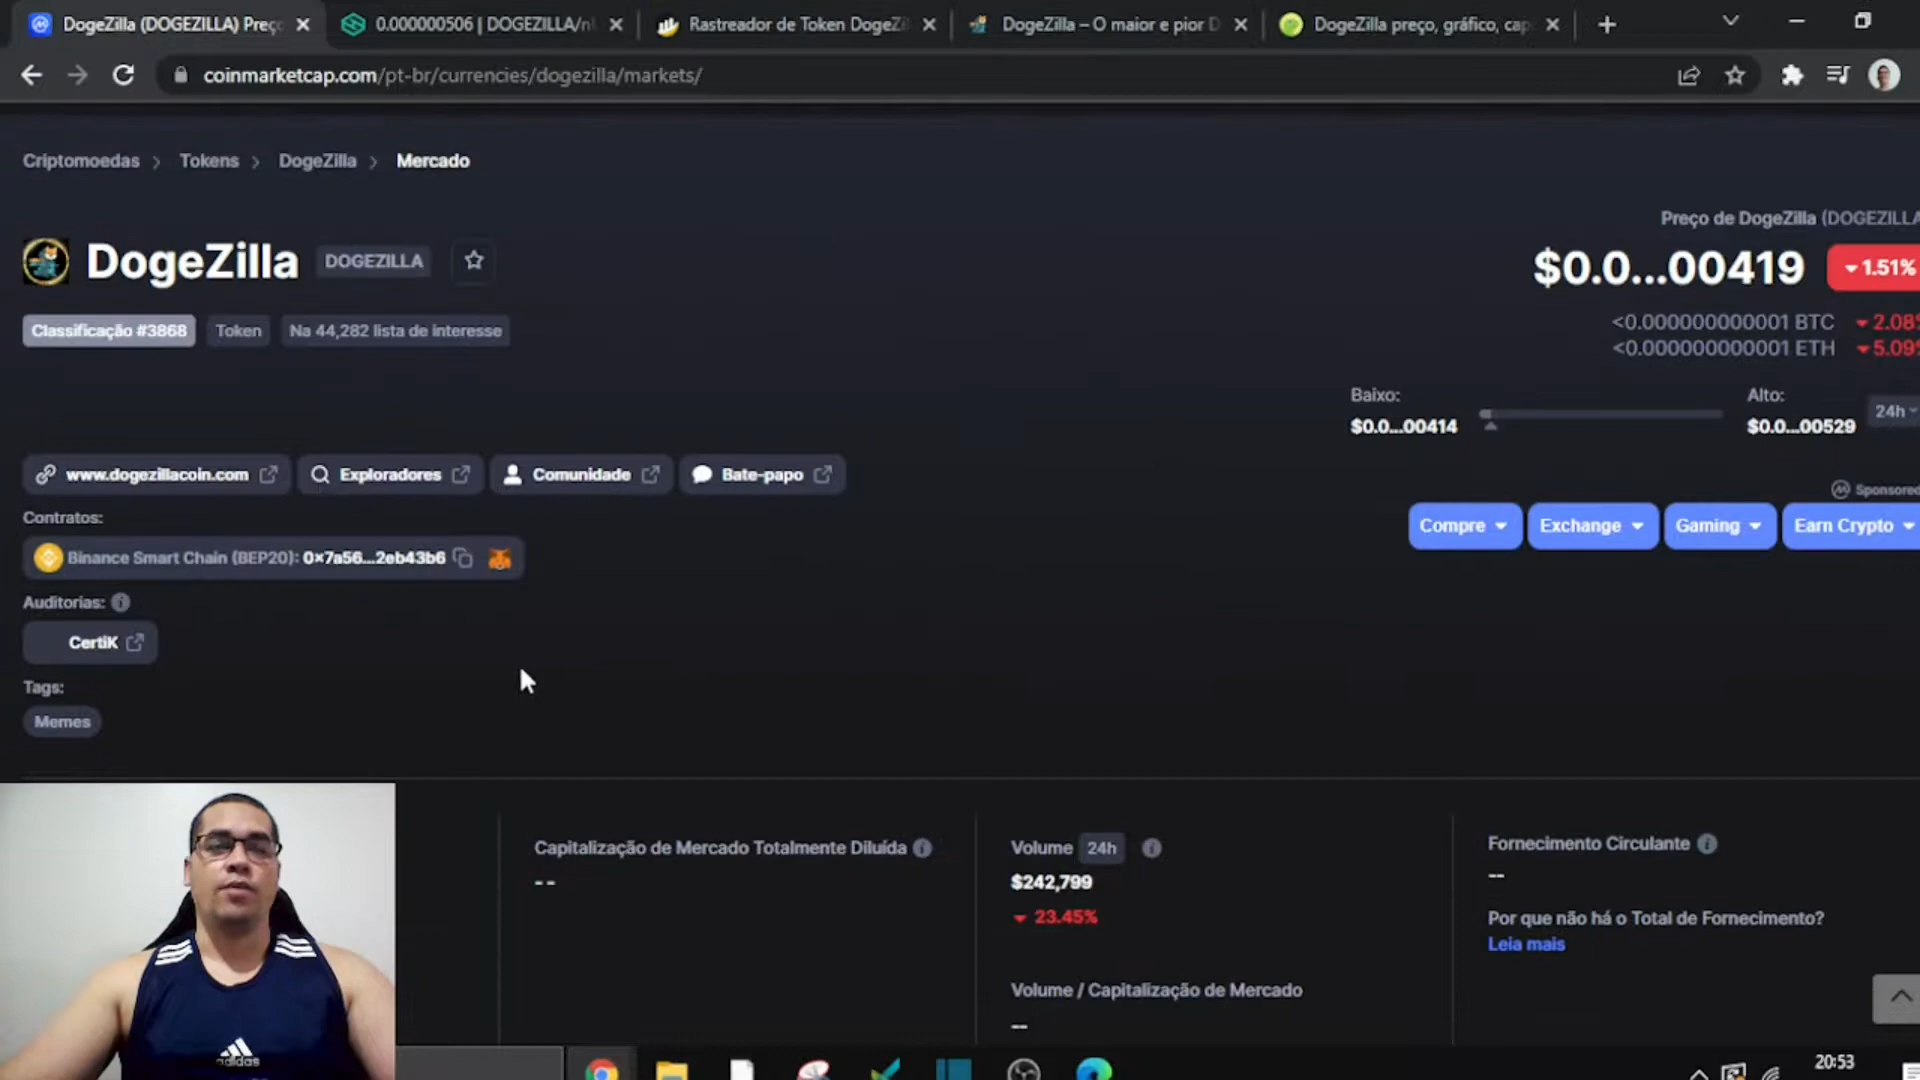 DogeZilla (DOGEZILLA) Preç
0.000000506 | DOGEZILLA/
Rastreador de Token DogeZi
DogeZilla – O maior e pior D
DogeZilla preço, gráfico, cap
coinmarketcap.com/pt-br/currencies/dogezilla/markets/
Criptomoedas > Tokens > DogeZilla > Mercado
Preço de DogeZilla (DOGEZILLA
DogeZilla DOGEZILLA
$0.0...00419 1.51%
Classificação #3868 Token Na 44,282 lista de interesse
<0.000000000001 BTC 2.08%
<0.000000000001 ETH 5.09%
Baixo: Alto:
$0.0...00414 $0.0...00529 24h
www.dogezillacoin.com Exploradores Comunidade Bate-papo
Sponsored
Contratos:
Compre Exchange Gaming Earn Crypto
Binance Smart Chain (BEP20): 0x7a56...2eb43b6
Auditorias:
CertiK
Tags:
Memes
Capitalização de Mercado Totalmente Diluída
--
Volume 24h
$242,799
23.45%
Volume / Capitalização de Mercado
--
Fornecimento Circulante
--
Por que não há o Total de Fornecimento?
Leia mais
adidas
20:53